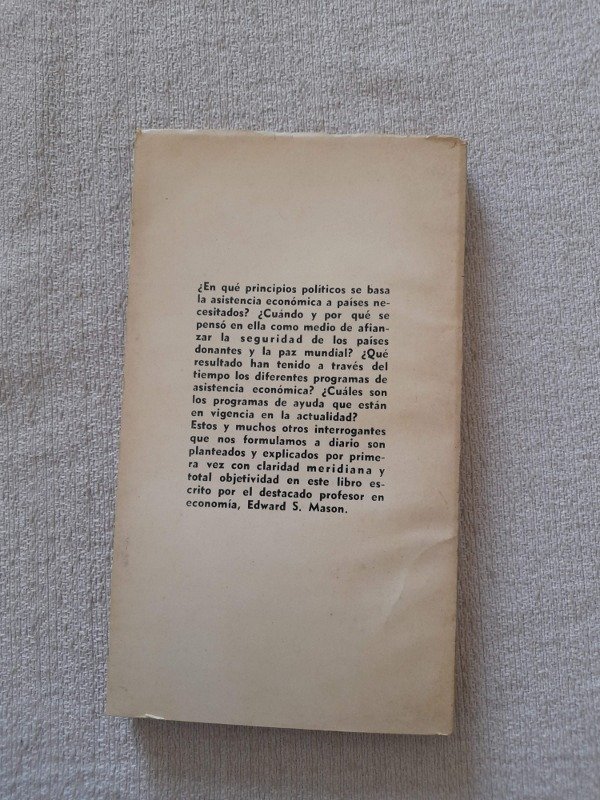 ¿En qué principios políticos se basa
la asistencia económica a países ne-
cesitados? ¿Cuándo y por qué se
pensó en ella como medio de afian-
zar la seguridad de los países
donantes y la paz mundial? ¿Qué
resultado han tenido a través del
tiempo los diferentes programas de
asistencia económica? ¿Cuáles son
los programas de ayuda que están
en vigencia en la actualidad?
Estos y muchos otros interrogantes
que nos formulamos a diario son
planteados y explicados por prime-
ra vez con claridad meridiana y
total objetividad en este libro es-
crito por el destacado profesor en
economía, Edward S. Mason.